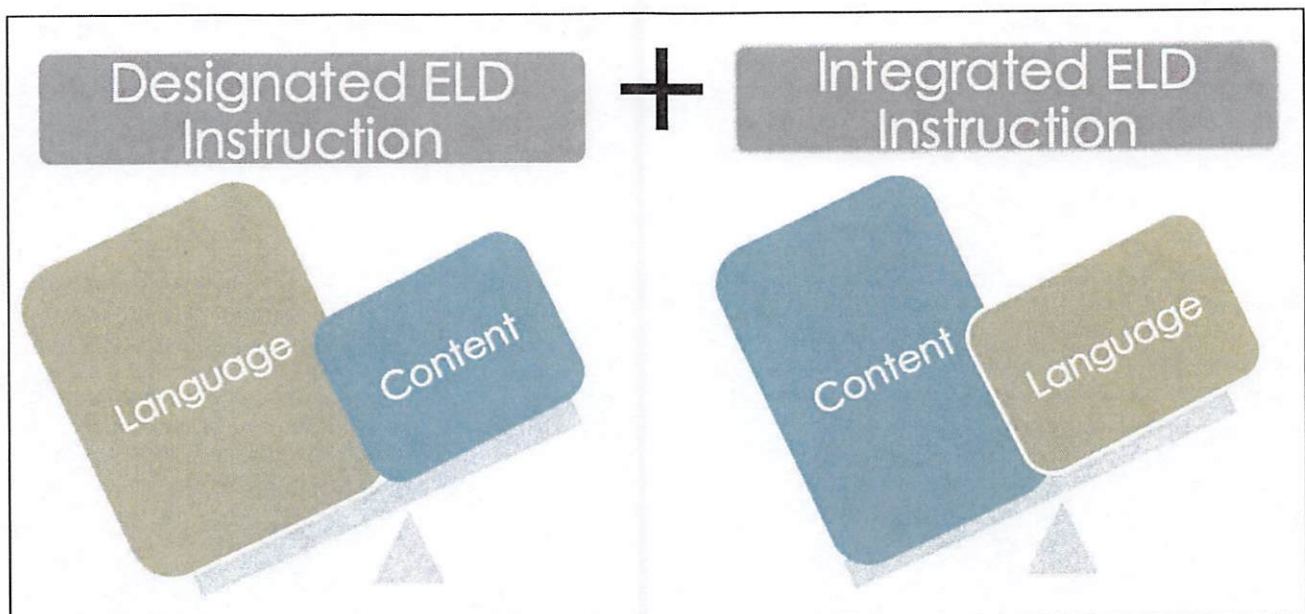 Designated ELD
Instruction
+
Integrated ELD
Instruction
Language
Content
Content
Language